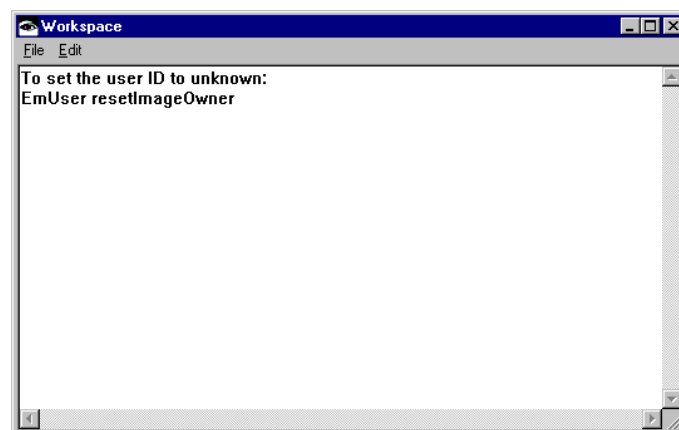 Workspace
File Edit
To set the user ID to unknown:
EmUser resetImageOwner